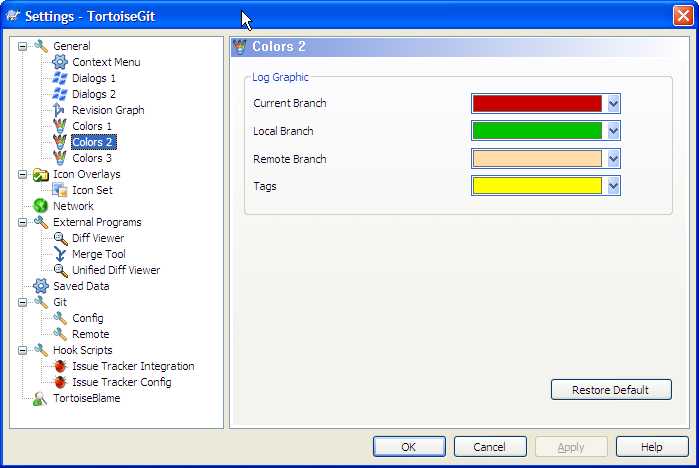 Settings - TortoiseGit
General
Context Menu
Dialogs 1
Dialogs 2
Revision Graph
Colors 1
Colors 2
Colors 3
Icon Overlays
Icon Set
Network
External Programs
Diff Viewer
Merge Tool
Unified Diff Viewer
Saved Data
Git
Config
Remote
Hook Scripts
Issue Tracker Integration
Issue Tracker Config
TortoiseBlame
Colors 2
Log Graphic
Current Branch
Local Branch
Remote Branch
Tags
Restore Default
OK
Cancel
Apply
Help